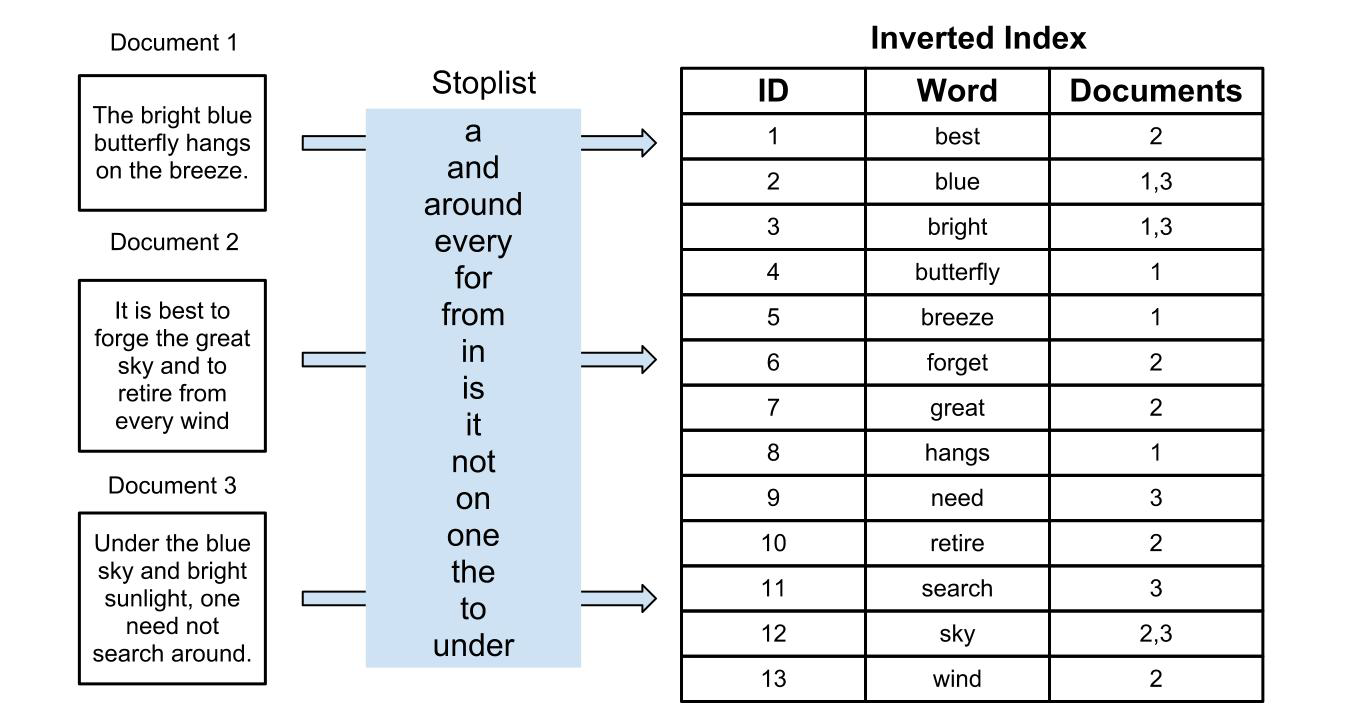 Document 1
The bright blue
butterfly hangs
on the breeze.
Document 2
It is best to
forge the great
sky and to
retire from
every wind
Document 3
Under the blue
sky and bright
sunlight, one
need not
search around.
Stoplist
a
and
around
every
for
from
in
is
it
not
on
one
the
to
under
Inverted Index
ID Word Documents
1 best 2
2 blue 1,3
3 bright 1,3
4 butterfly 1
5 breeze 1
6 forget 2
7 great 2
8 hangs 1
9 need 3
10 retire 2
11 search 3
12 sky 2,3
13 wind 2